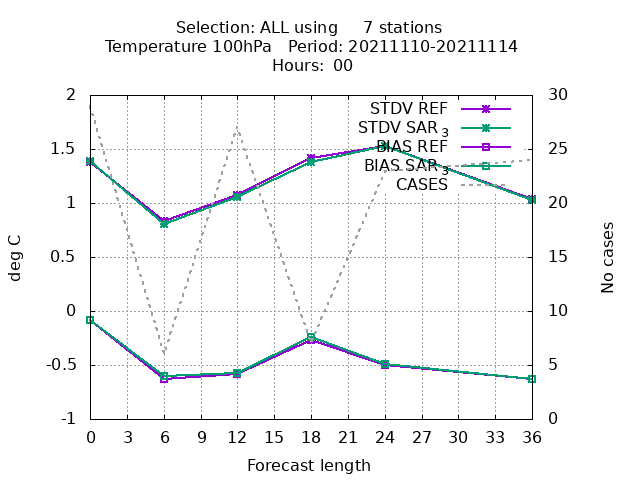 Selection: ALL using     7 stations
Temperature 100hPa   Period: 20211110-20211114
Hours:  00
2
1.5
1
0.5
0
-0.5
-1
deg C
30
25
20
15
10
5
0
No cases
STDV REF
STDV SAR 3
BIAS REF
BIAS SAR 3
CASES
0 3 6 9 12 15 18 21 24 27 30 33 36
Forecast length